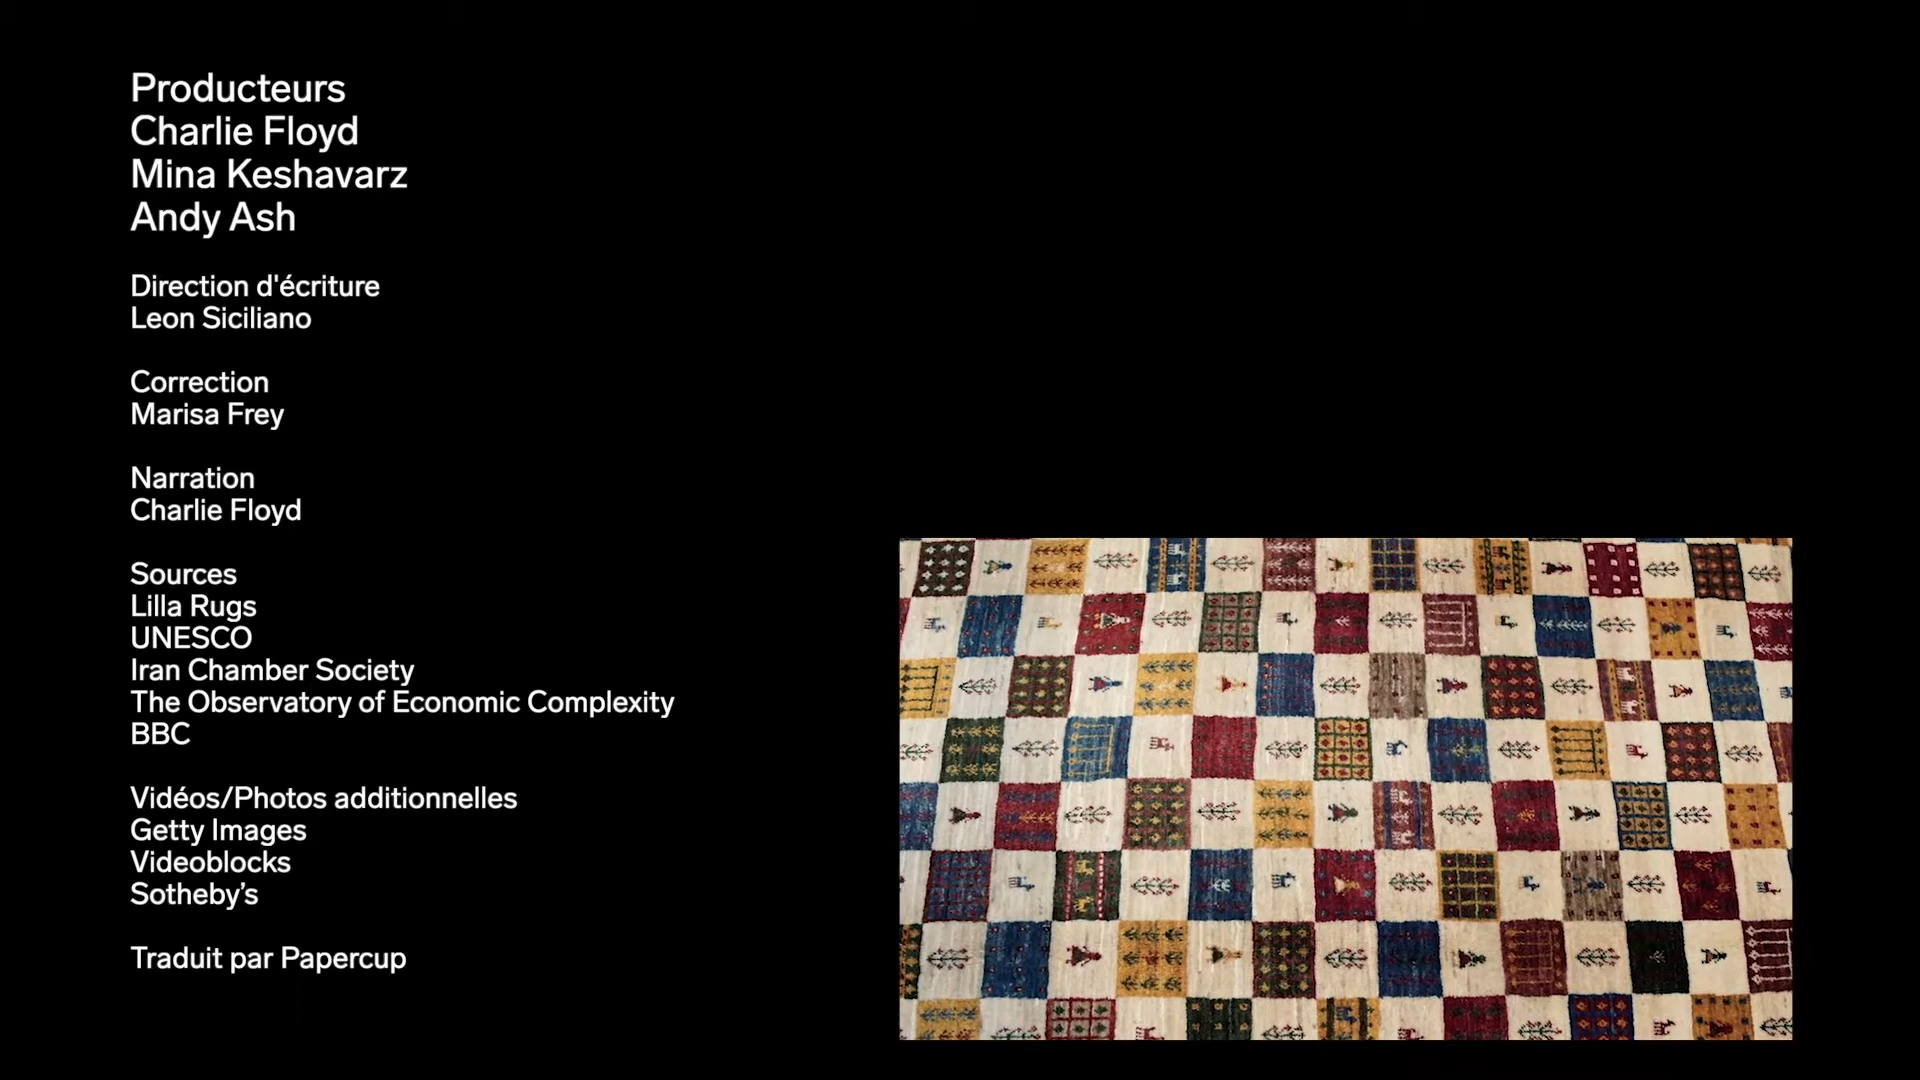 Producteurs
Charlie Floyd
Mina Keshavarz
Andy Ash
Direction d'écriture
Leon Siciliano
Correction
Marisa Frey
Narration
Charlie Floyd
Sources
Lilla Rugs
UNESCO
Iran Chamber Society
The Observatory of Economic Complexity
BBC
Vidéos/Photos additionnelles
Getty Images
Videoblocks
Sotheby’s
Traduit par Papercup